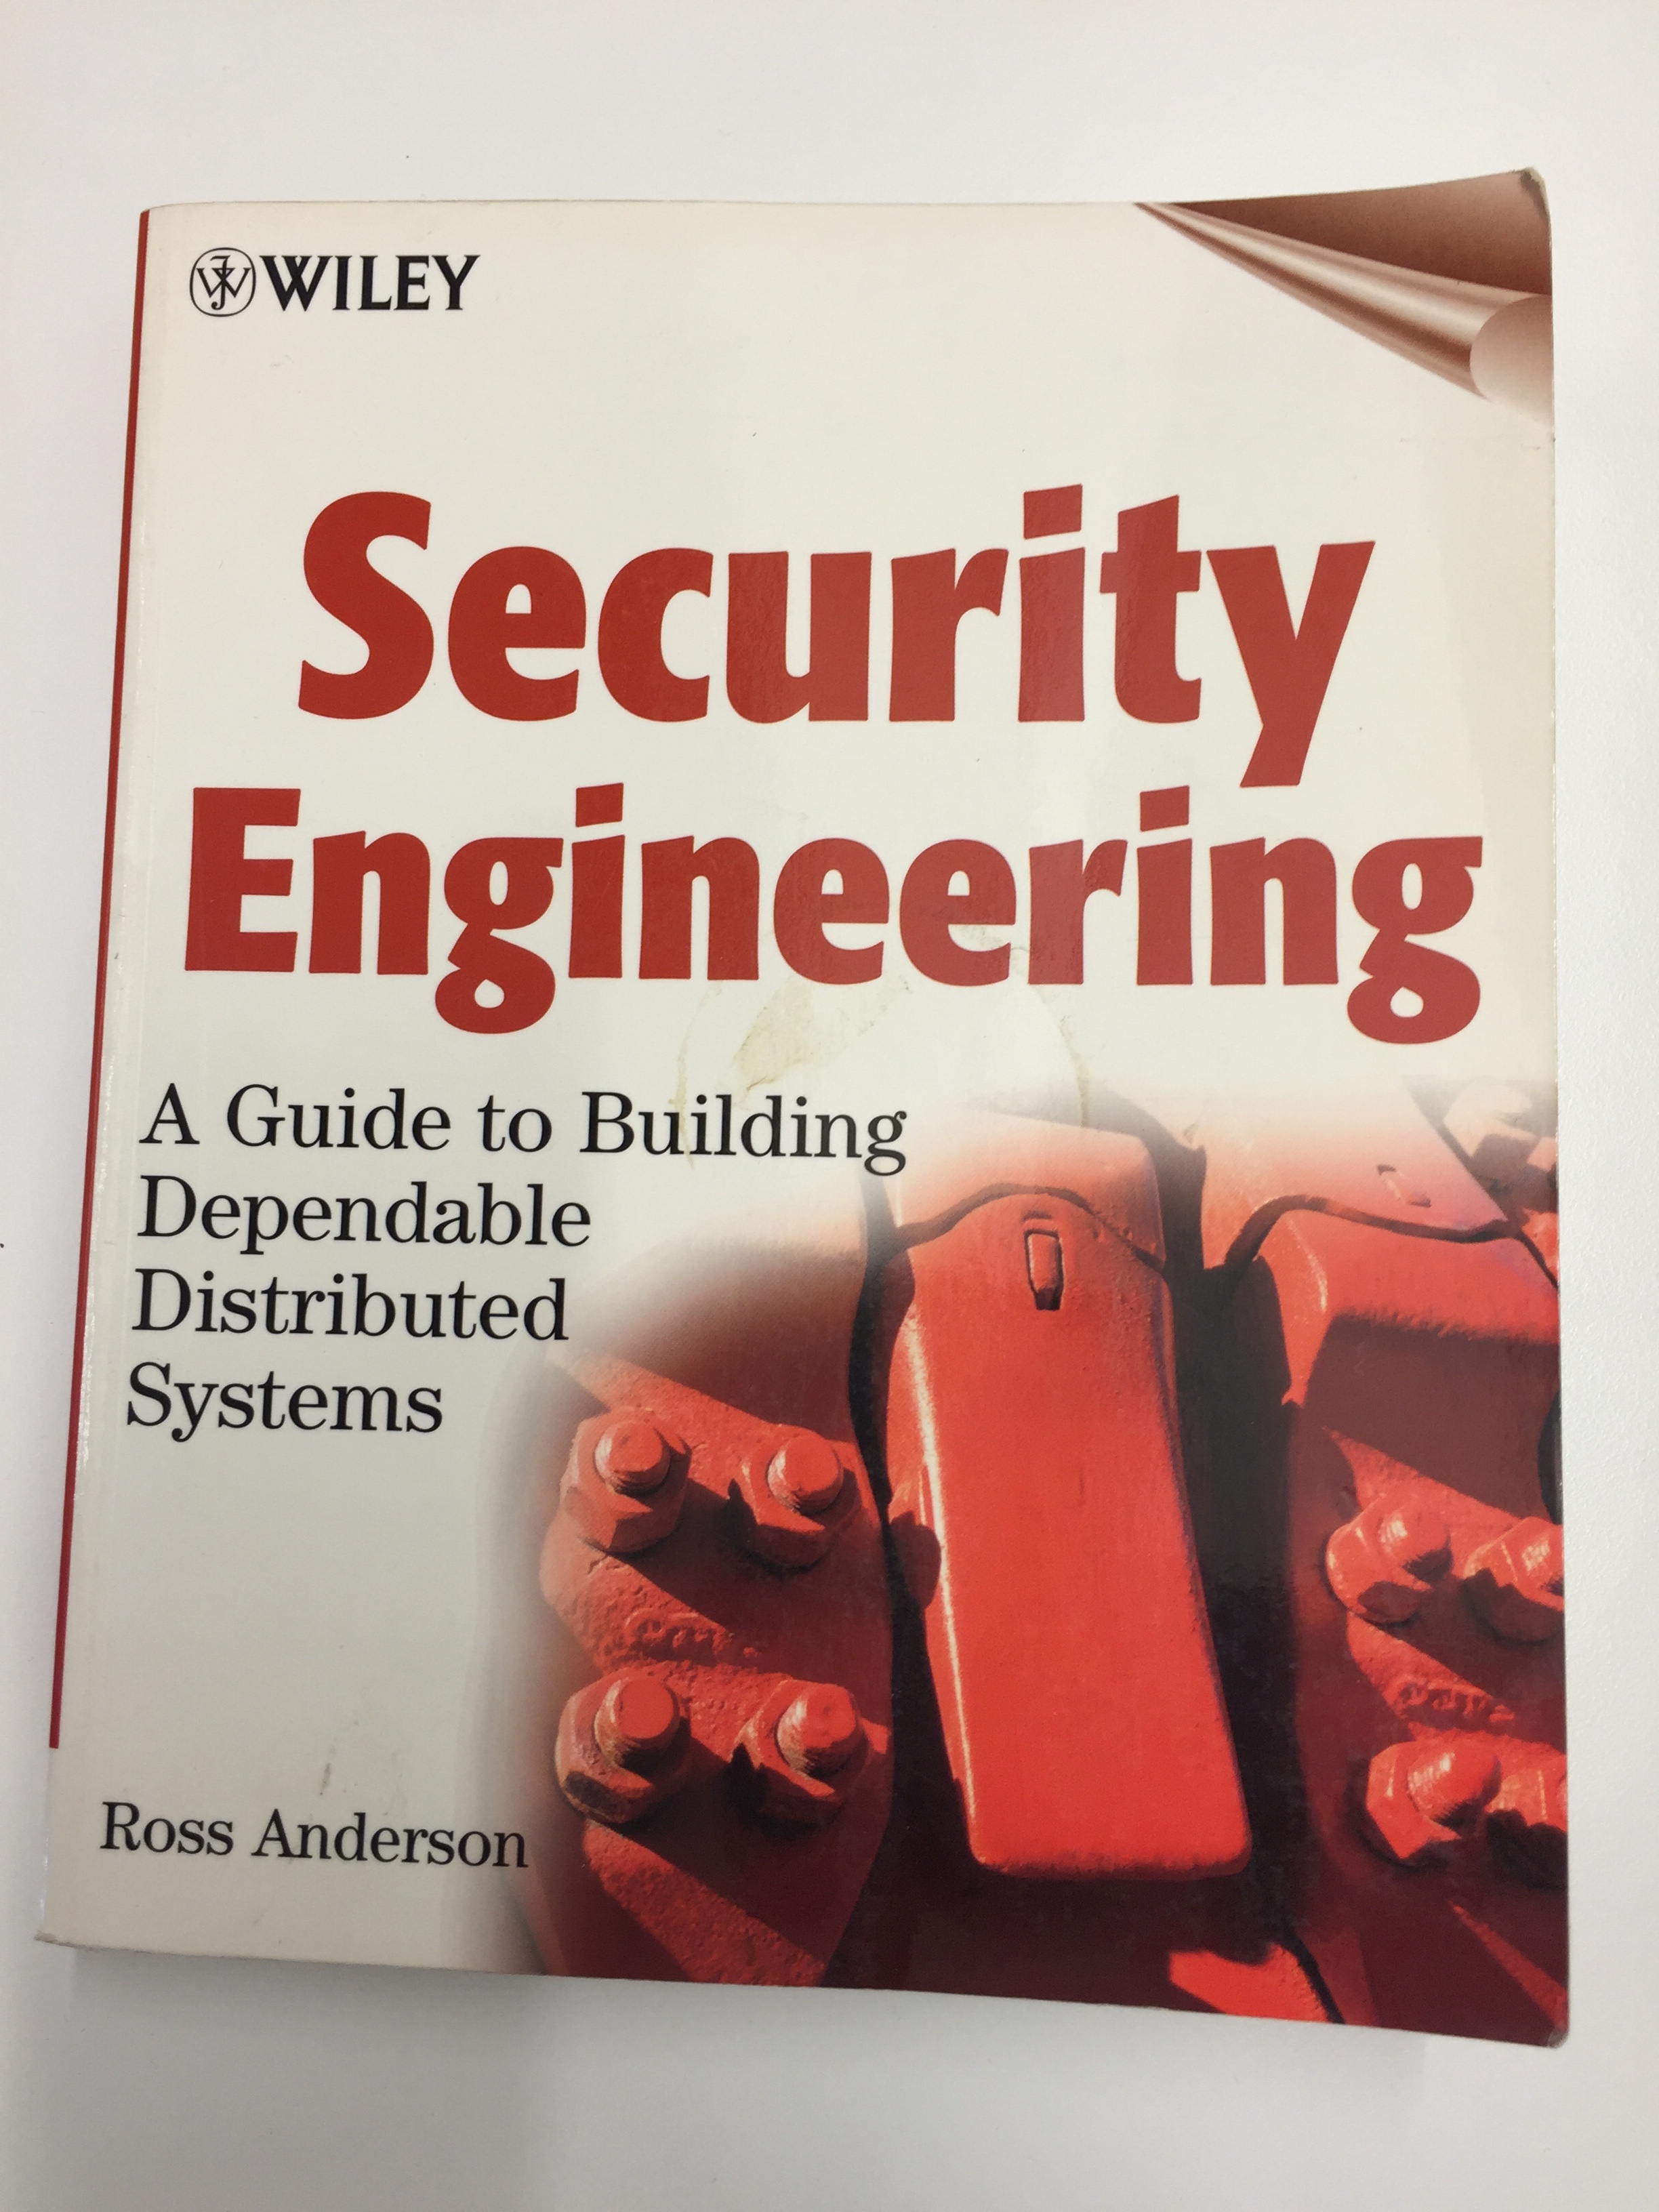 WILEY
Security
Engineering
A Guide to Building
Dependable
Distributed
Systems
Ross Anderson